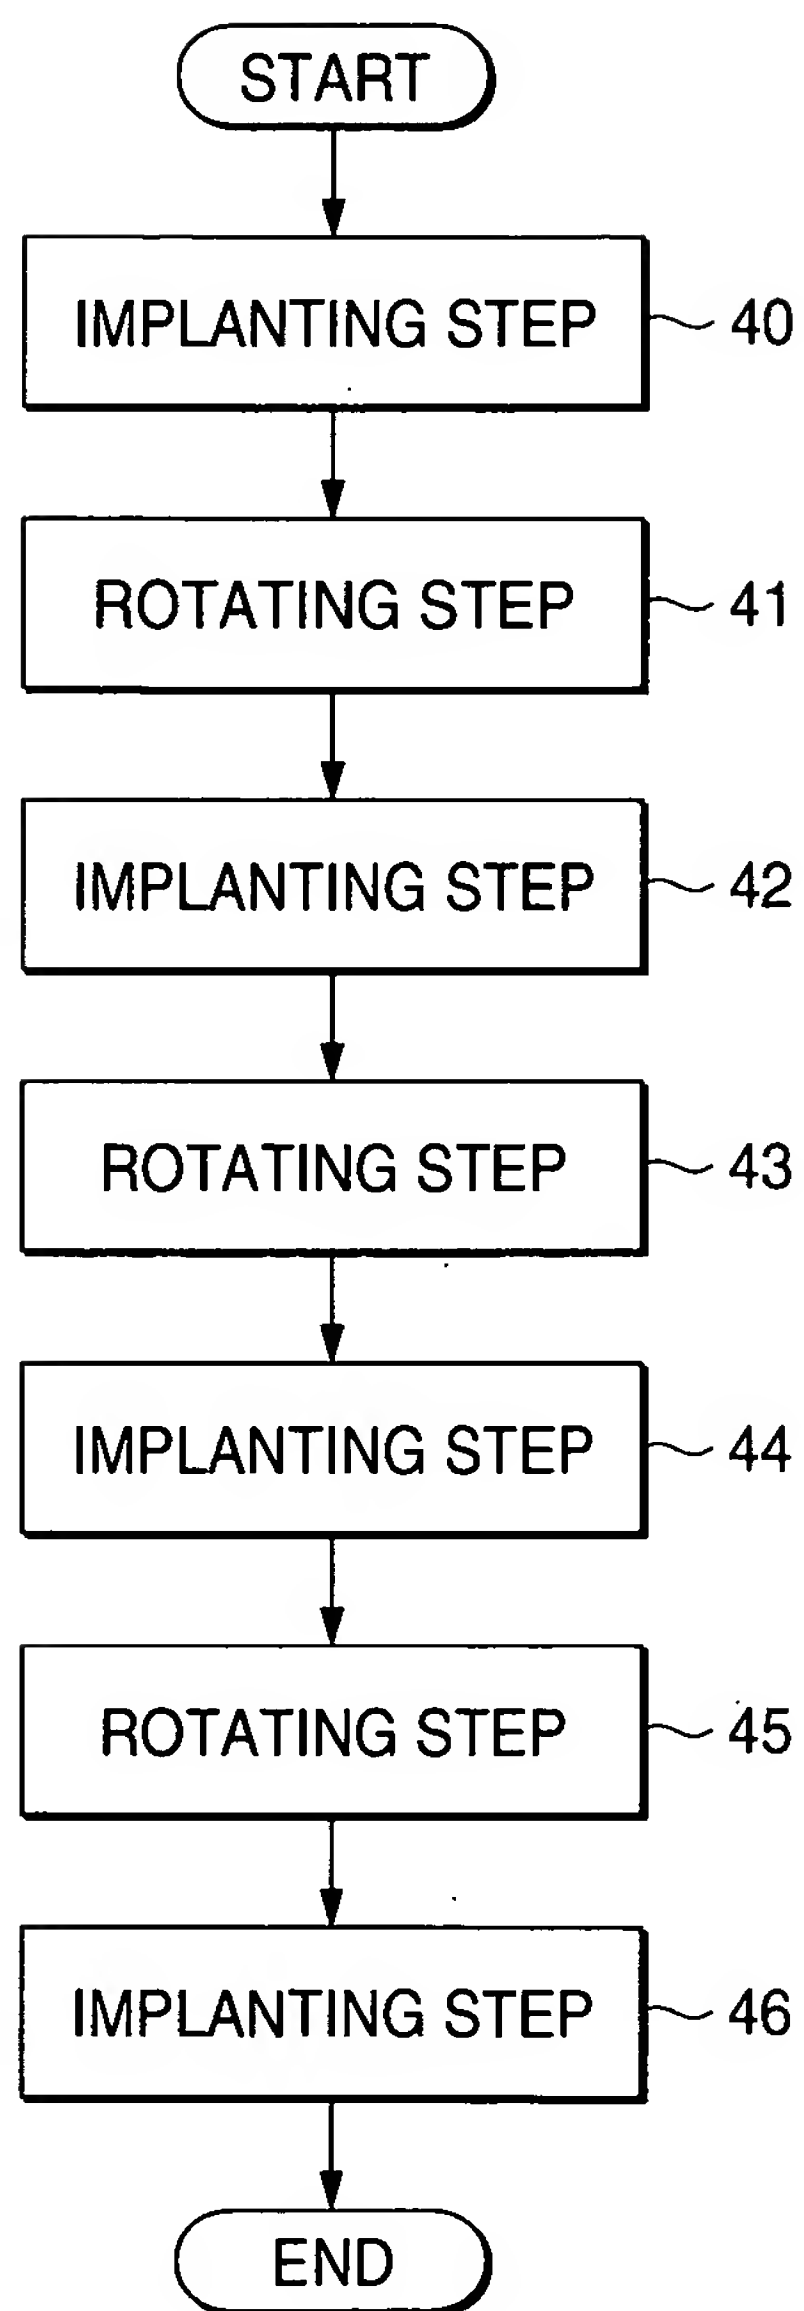 START
IMPLANTING STEP 40
ROTATING STEP 41
IMPLANTING STEP 42
ROTATING STEP 43
IMPLANTING STEP 44
ROTATING STEP 45
IMPLANTING STEP 46
END